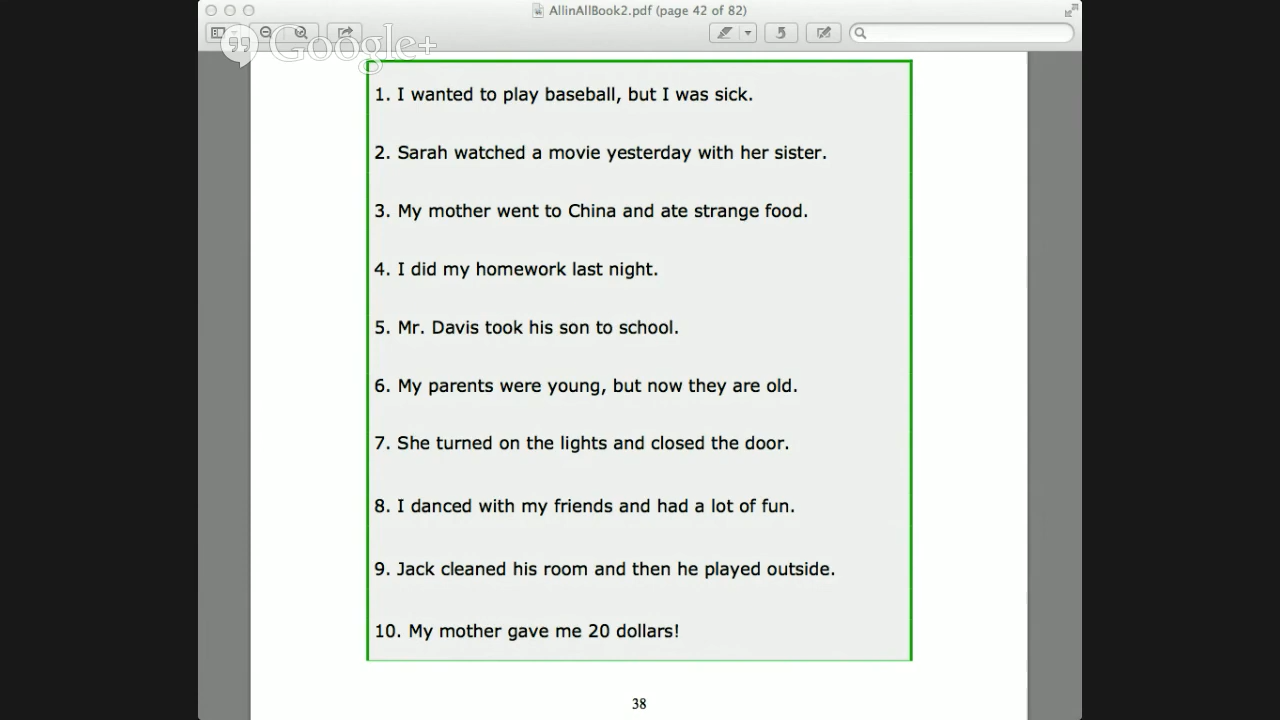 AllinAllBook2.pdf (page 42 of 82)
Google+
1. I wanted to play baseball, but I was sick.
2. Sarah watched a movie yesterday with her sister.
3. My mother went to China and ate strange food.
4. I did my homework last night.
5. Mr. Davis took his son to school.
6. My parents were young, but now they are old.
7. She turned on the lights and closed the door.
8. I danced with my friends and had a lot of fun.
9. Jack cleaned his room and then he played outside.
10. My mother gave me 20 dollars!
38